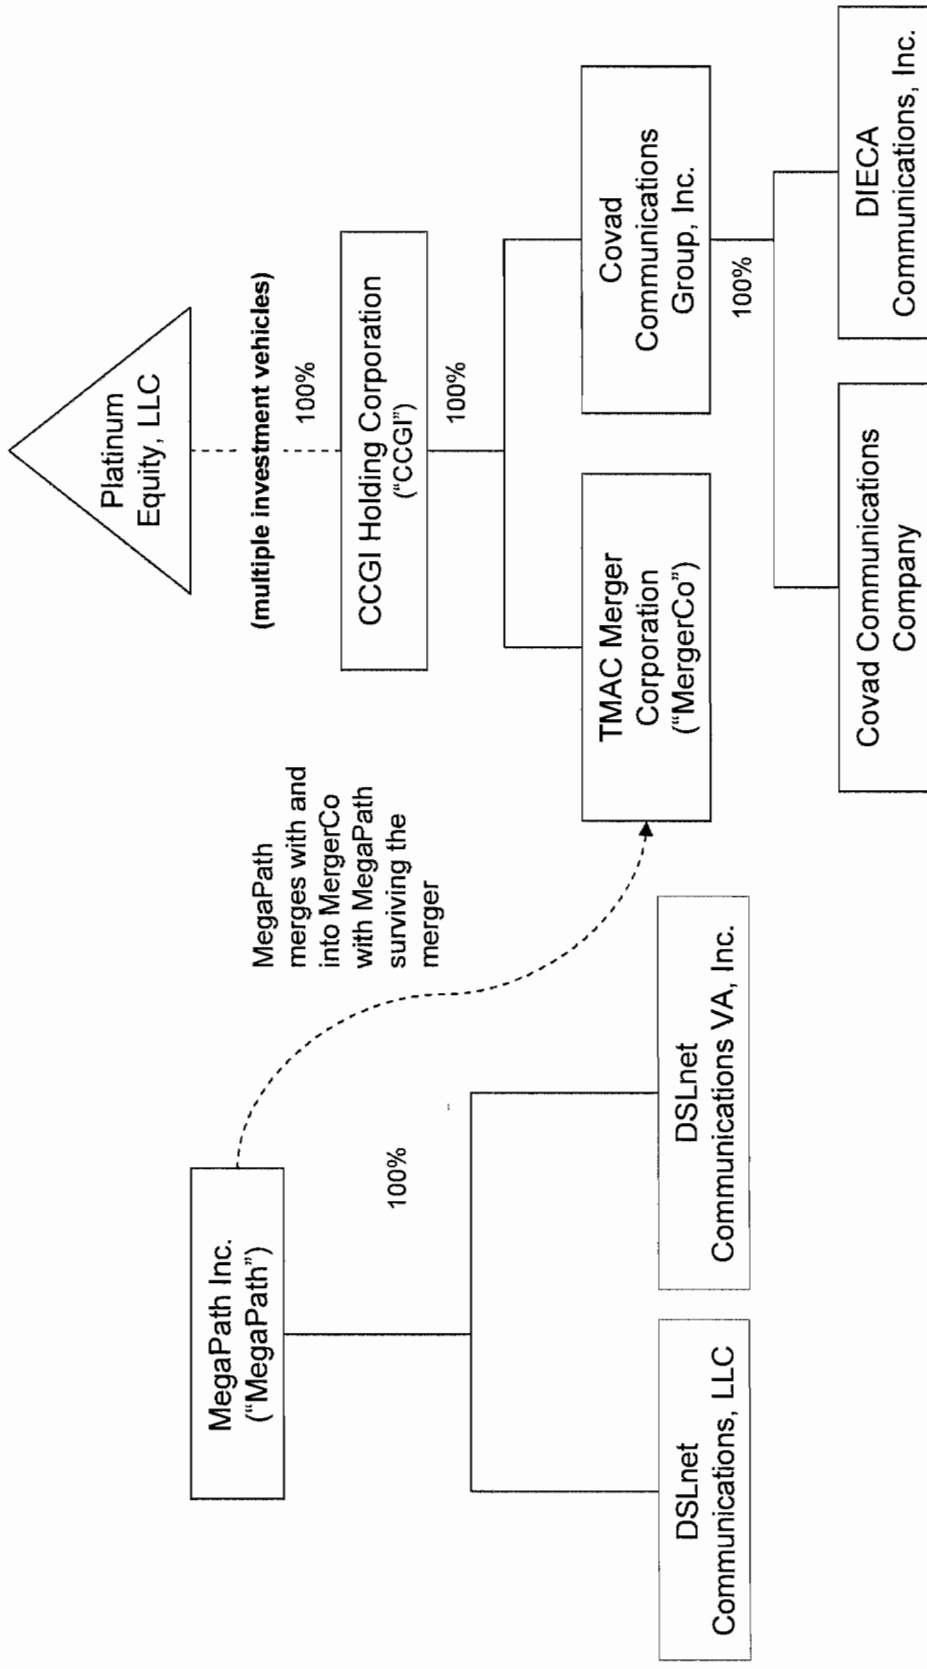 Platinum
Equity, LLC
(multiple investment vehicles)
100%
CCGI Holding Corporation
(“CCGI”)
100%
MegaPath Inc.
(“MegaPath”)
MegaPath
merges with and
into MergerCo
with MegaPath
surviving the
merger
100%
TMAC Merger
Corporation
(“MergerCo”)
Covad
Communications
Group, Inc.
100%
DSLnet
Communications, LLC
DSLnet
Communications VA, Inc.
Covad Communications
Company
DIECA
Communications, Inc.